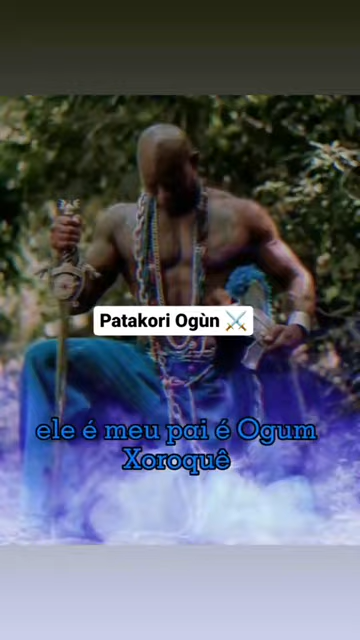 Patakori Ogùn ⚔️
ele é meu pai é Ogum
Xoroquê